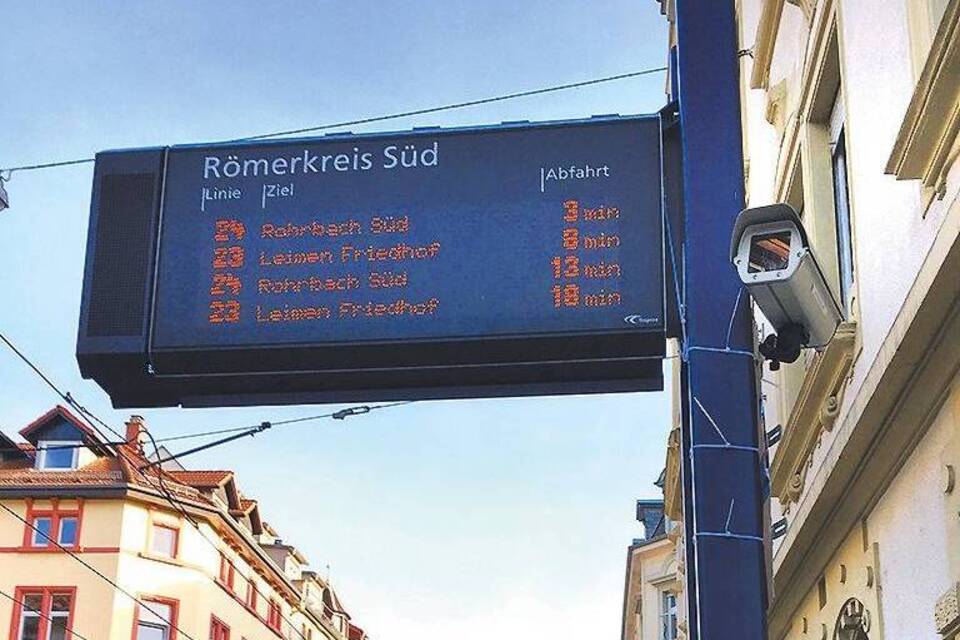 Römerkreis Süd
Linie Ziel Abfahrt
24 Rohrbach Süd 3 min
23 Leimen Friedhof 8 min
24 Rohrbach Süd 13 min
23 Leimen Friedhof 18 min